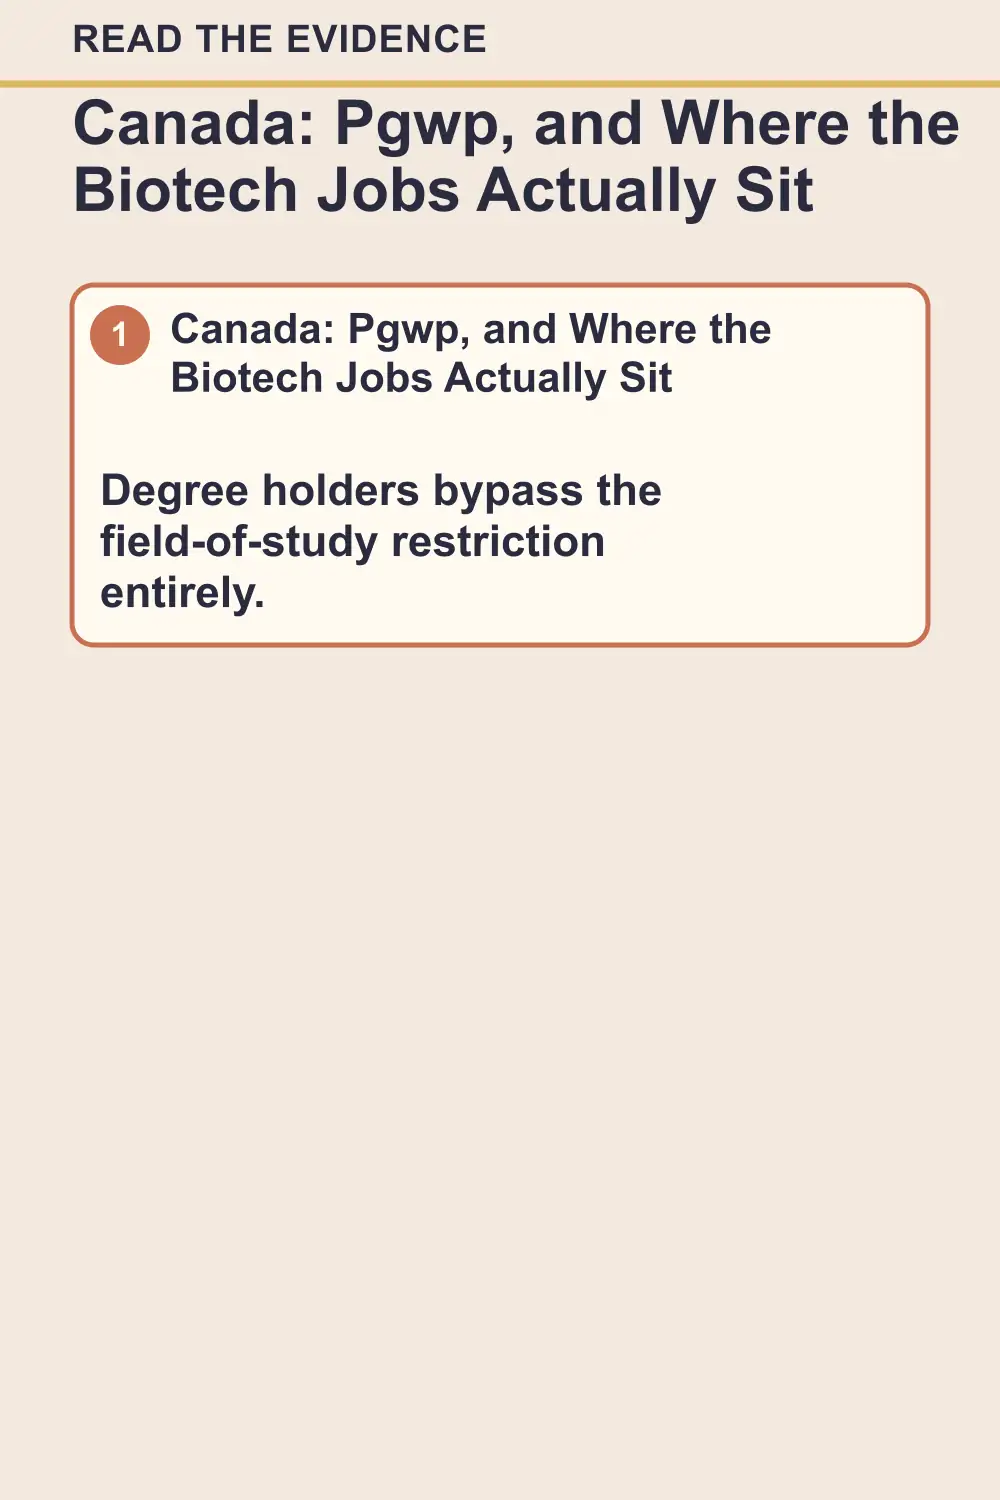 READ THE EVIDENCE
Canada: Pgwp, and Where the
Biotech Jobs Actually Sit
1
Canada: Pgwp, and Where the
Biotech Jobs Actually Sit
Degree holders bypass the
field-of-study restriction
entirely.